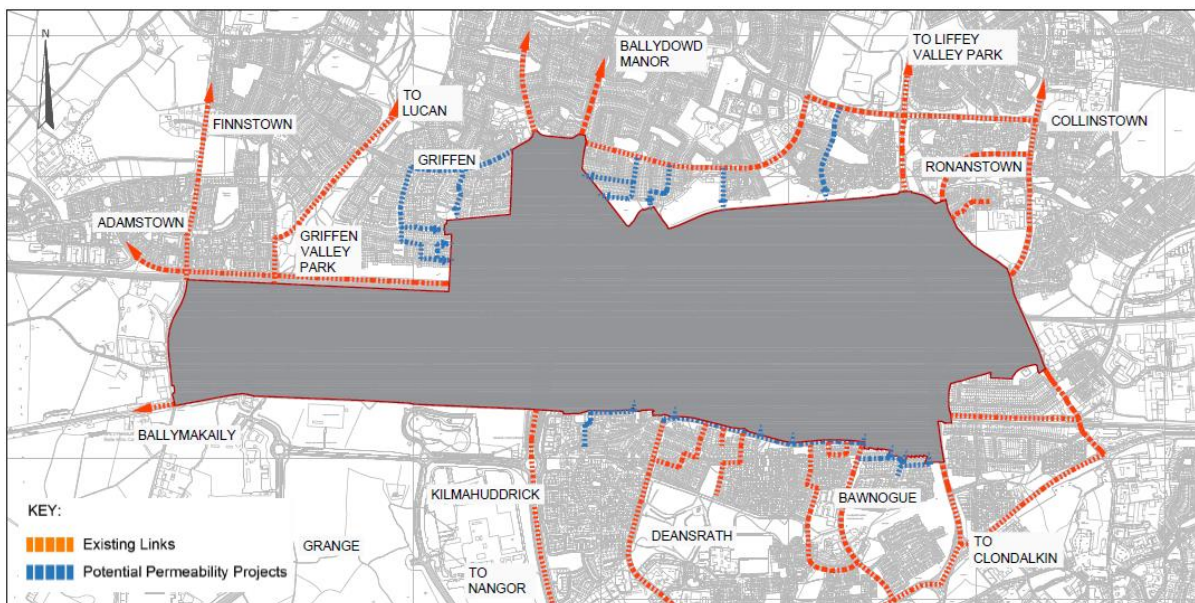 N
BALLYDOWD
MANOR
TO LIFFEY
VALLEY PARK
TO
LUCAN
FINNSTOWN
COLLINSTOWN
GRIFFEN
RONANSTOWN
ADAMSTOWN
GRIFFEN
VALLEY
PARK
BALLYMAKAILY
KILMAHUDDRICK
BAWNOGUE
KEY:
Existing Links
Potential Permeability Projects
GRANGE
DEANSRATH
TO
CLONDALKIN
TO
NANGOR